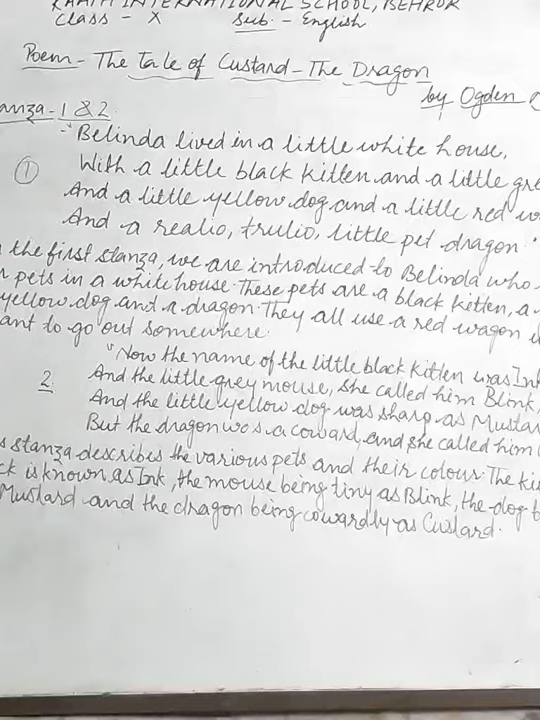 INTERNATIONAL SCHOOL, BEHROR
Class - X Sub. - English
Poem - The Tale of Custard - The Dragon
by Ogden
anza - 1 & 2
"Belinda lived in a little white house,
① With a little black kitten and a little gre
And a little yellow dog and a little red w
And a realio, trulio, little pet dragon."
the first stanza, we are introduced to Belinda who
pets in a white house. These pets are a black kitten, a
yellow dog and a dragon. They all use a red wagon
ant to go out somewhere.
"Now the name of the little black kitten was Ink
2. And the little grey mouse, she called him Blink,
And the little yellow dog was sharp as Mustar
But the dragon was a coward, and she called him
s stanza describes the various pets and their colour. The kit
ck is known as Ink, the mouse being tiny as Blink, the dog
Mustard and the dragon being cowardly as Custard.